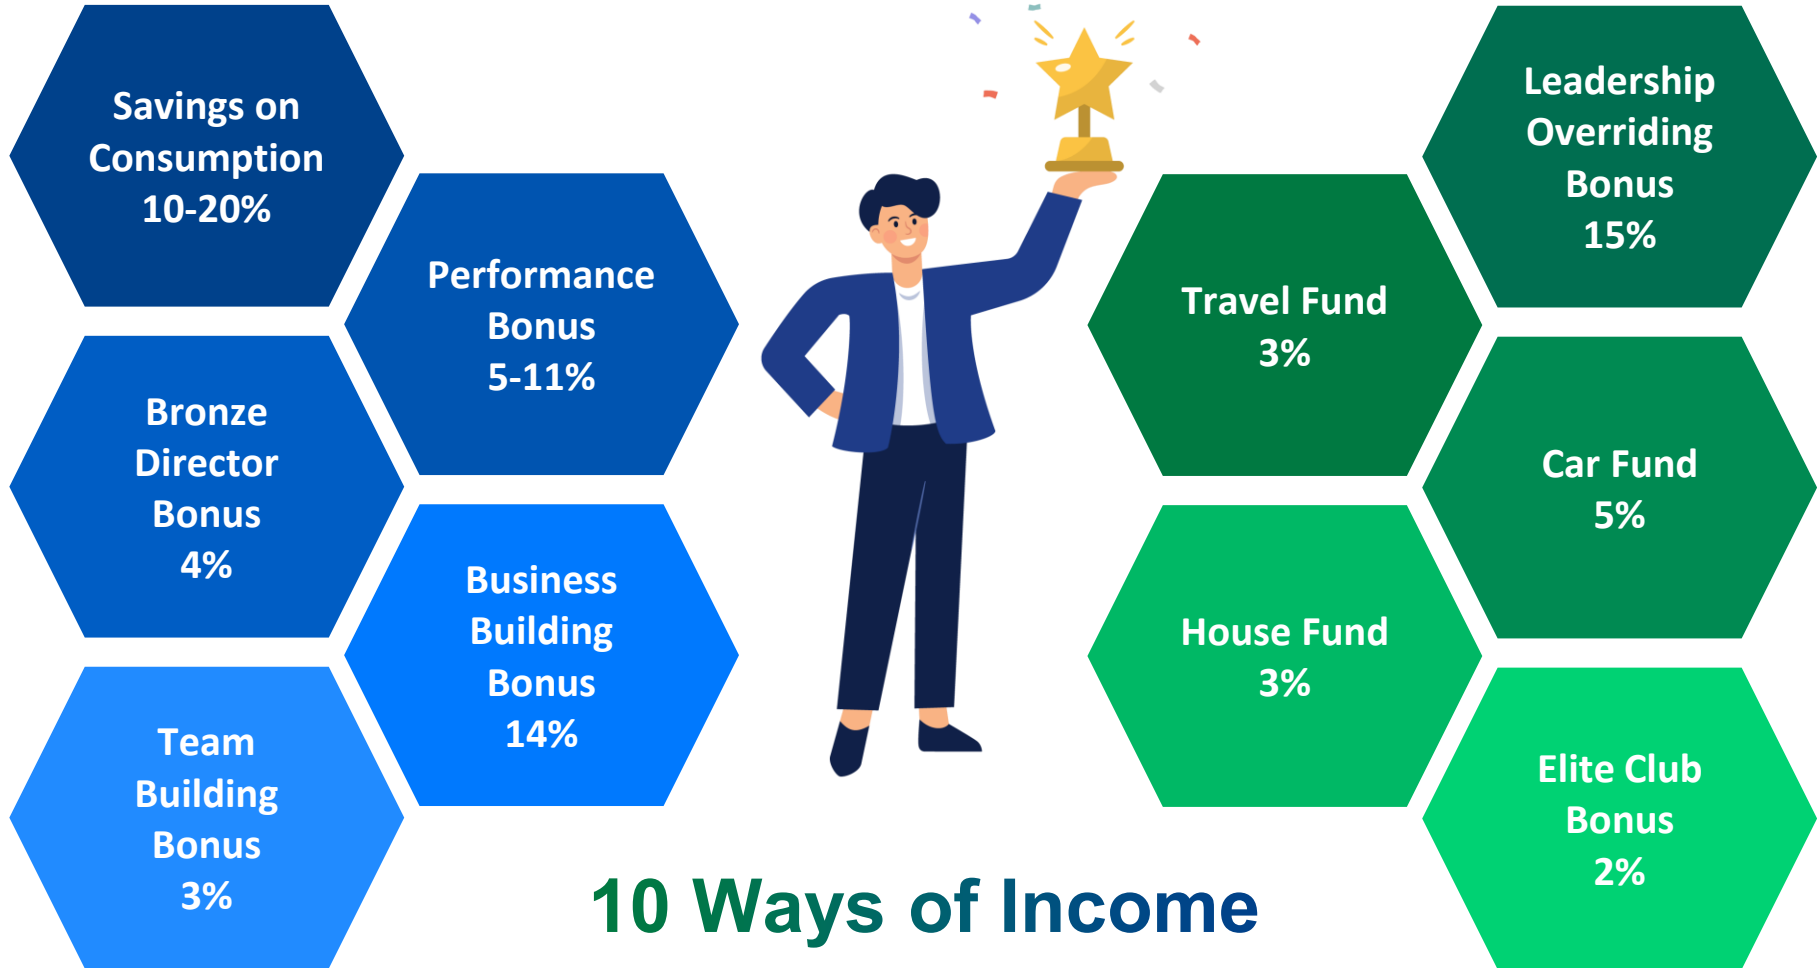 Savings on
Consumption
10-20%
Performance
Bonus
5-11%
Bronze
Director
Bonus
4%
Business
Building
Bonus
14%
Team
Building
Bonus
3%
Leadership
Overriding
Bonus
15%
Travel Fund
3%
Car Fund
5%
House Fund
3%
Elite Club
Bonus
2%
10 Ways of Income